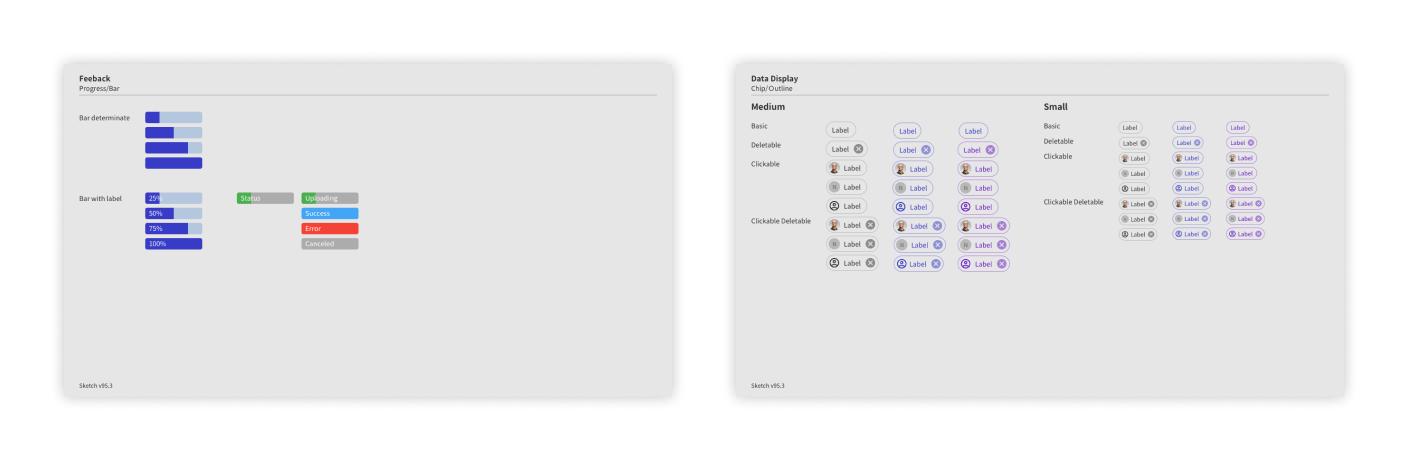 Feeback
Progress/Bar
Bar determinate
Bar with label
25%
50%
75%
100%
Status
Uploading
Success
Error
Canceled
Sketch v95.3
Data Display
Chip/Outline
Medium
Basic
Label Label Label
Deletable
Label Label Label
Clickable
Label Label Label
N Label N Label N Label
Label Label Label
Clickable Deletable
Label Label Label
N Label N Label N Label
Label Label Label
Small
Basic
Label Label Label
Deletable
Label Label Label
Clickable
Label Label Label
N Label N Label N Label
Label Label Label
Clickable Deletable
Label Label Label
N Label N Label N Label
Label Label Label
Sketch v95.3